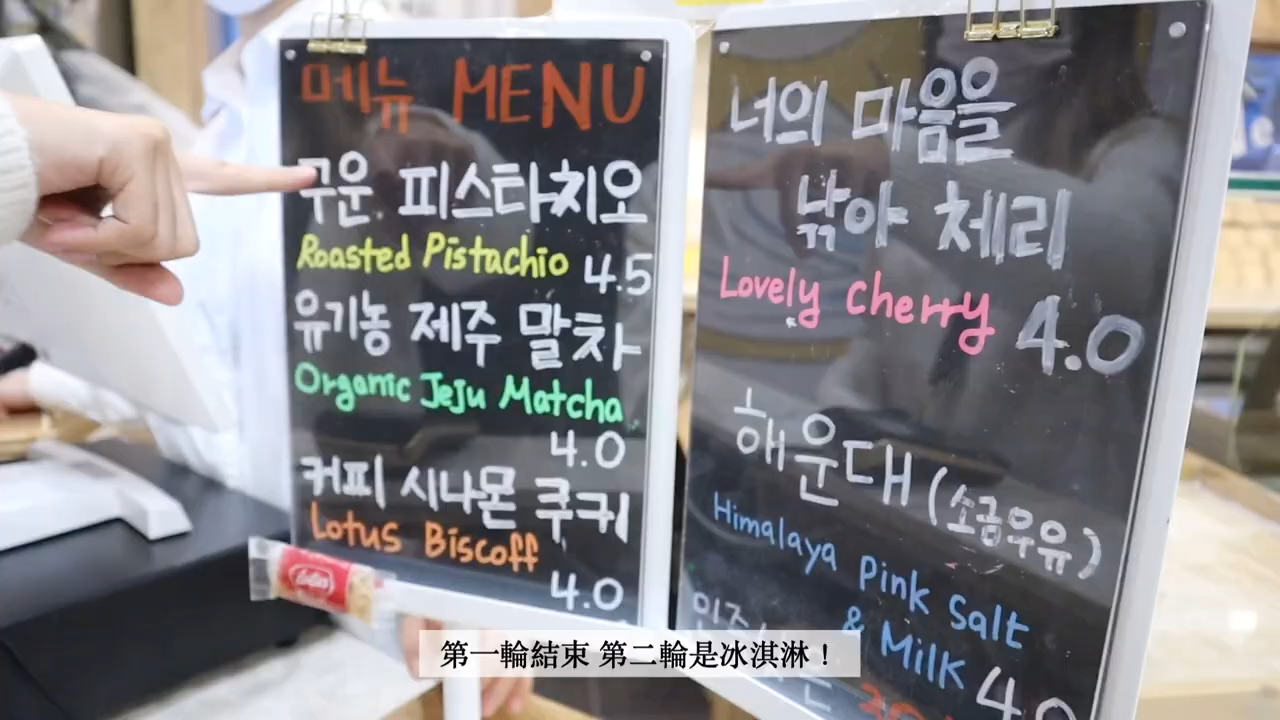 메뉴 MENU
구운 피스타치오
Roasted Pistachio 4.5
유기농 제주 말차
Organic Jeju Matcha
4.0
커피 시나몬 쿠키
Lotus Biscoff
4.0
Lotus
너의 마음을
낚아 체리
Lovely cherry 4.0
해운대 (소금우유)
Himalaya Pink Salt
& Milk 4.0
第一輪結束 第二輪是冰淇淋！